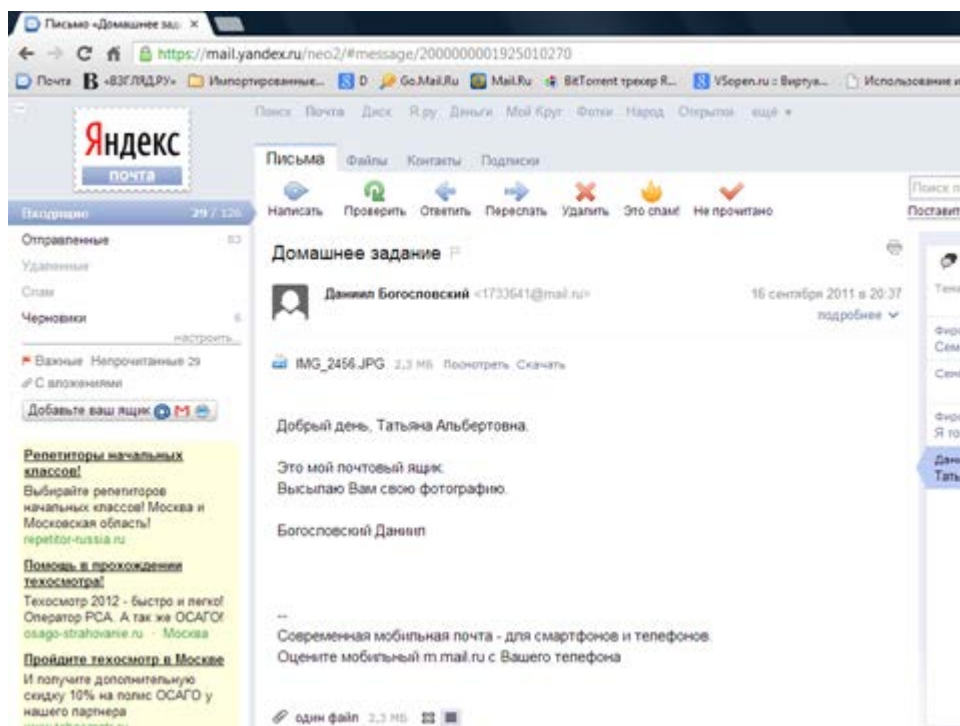 Письмо «Домашнее зад
https://mail.yandex.ru/neo2/#message/2000000001925010270
Почта «ВЗГЛЯД.РУ» Импортированные... D Go.Mail.Ru Mail.Ru BitTorrent трекер R... VSopen.ru :: Виртуа... Использование и
Поиск Почта Диск Я.ру Деньги Мой Круг Фотки Народ Открытки ещё
Яндекс
почта
Письма Файлы Контакты Подписки
Написать Проверить Ответить Переслать Удалить Это спам! Не прочитано
Поиск п
Поставит
Входящие 29 / 126
Отправленные 83
Удаленные
Спам
Черновики 6
настроить...
Важные Непрочитанные 29
С вложениями
Добавьте ваш ящик
Репетиторы начальных
классов!
Выбирайте репетиторов
начальных классов! Москва и
Московская область!
repetitor-russia.ru
Помощь в прохождении
техосмотра!
Техосмотр 2012 - быстро и легко!
Оператор РСА. А так же ОСАГО!
osago-strahovanie.ru · Москва
Пройдите техосмотр в Москве
И получите дополнительную
скидку 10% на полис ОСАГО у
нашего партнера
Домашнее задание
Даниил Богословский <1733641@mail.ru> 16 сентября 2011 в 20:37
подробнее
IMG_2456.JPG 2,3 МБ Посмотреть Скачать
Добрый день, Татьяна Альбертовна.
Это мой почтовый ящик.
Высылаю Вам свою фотографию.
Богословский Даниил
--
Современная мобильная почта - для смартфонов и телефонов.
Оцените мобильный m.mail.ru с Вашего телефона
один файл 2,3 МБ
Тема
Сем
Я го
Дани
Тать